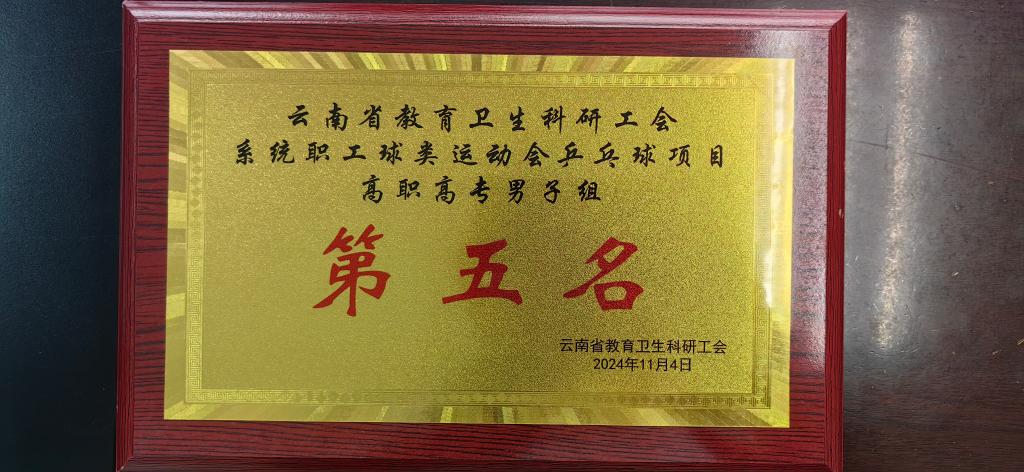 云南省教育卫生科研工会
系统职工球类运动会乒乓球项目
高职高专男子组
第五名
云南省教育卫生科研工会
2024年11月4日